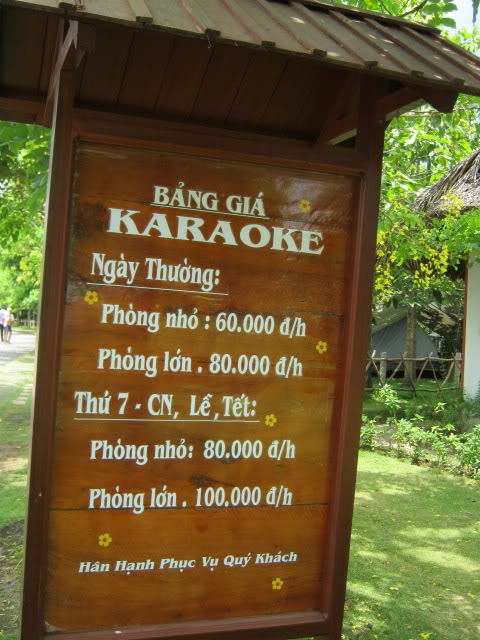 BẢNG GIÁ
KARAOKE
Ngày Thường:
Phòng nhỏ : 60.000 đ/h
Phòng lớn . 80.000 đ/h
Thứ 7 - CN, Lễ, Tết:
Phòng nhỏ: 80.000 đ/h
Phòng lớn . 100.000 đ/h
Hân Hạnh Phục Vụ Quý Khách